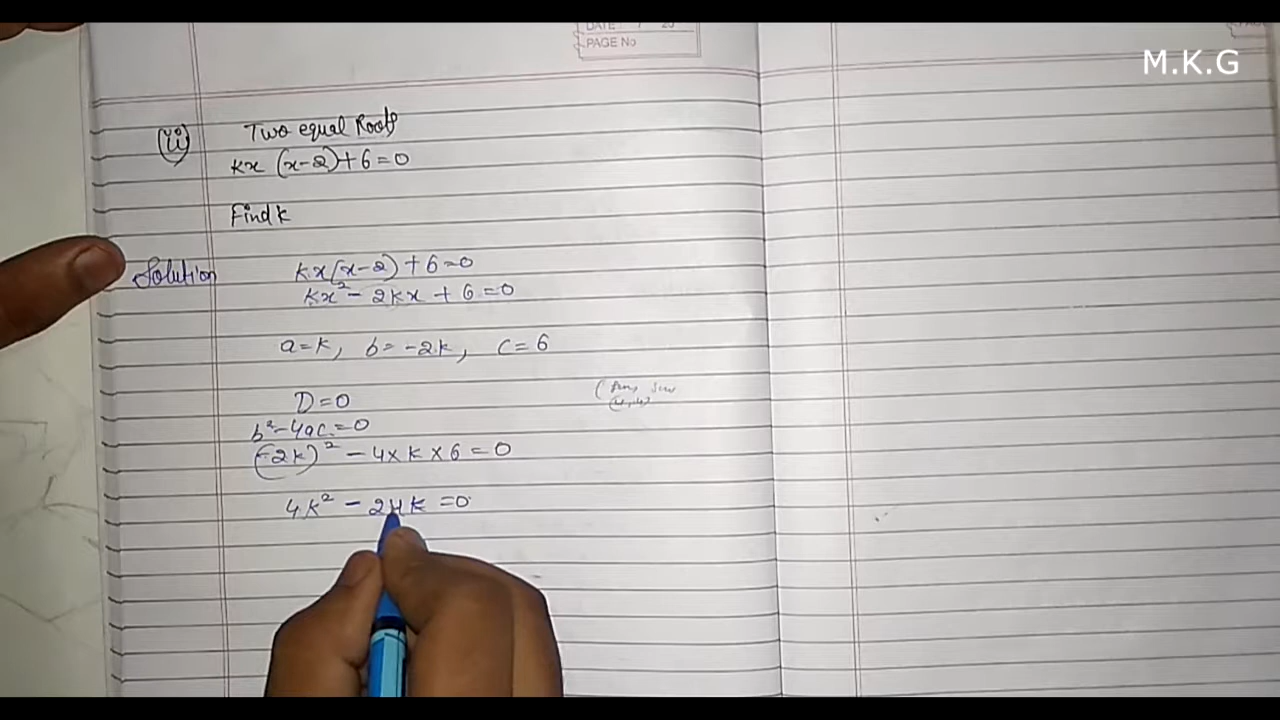 DATE
PAGE No
M.K.G
(ii) Two equal Roots
kx (x-2)+6=0
Find k
Solution kx(x-2)+6=0
kx²- 2kx + 6=0
a=k, b=-2k, c=6
D=0
b²-4ac=0
(-2k)² - 4×k×6=0
4k² - 24k =0